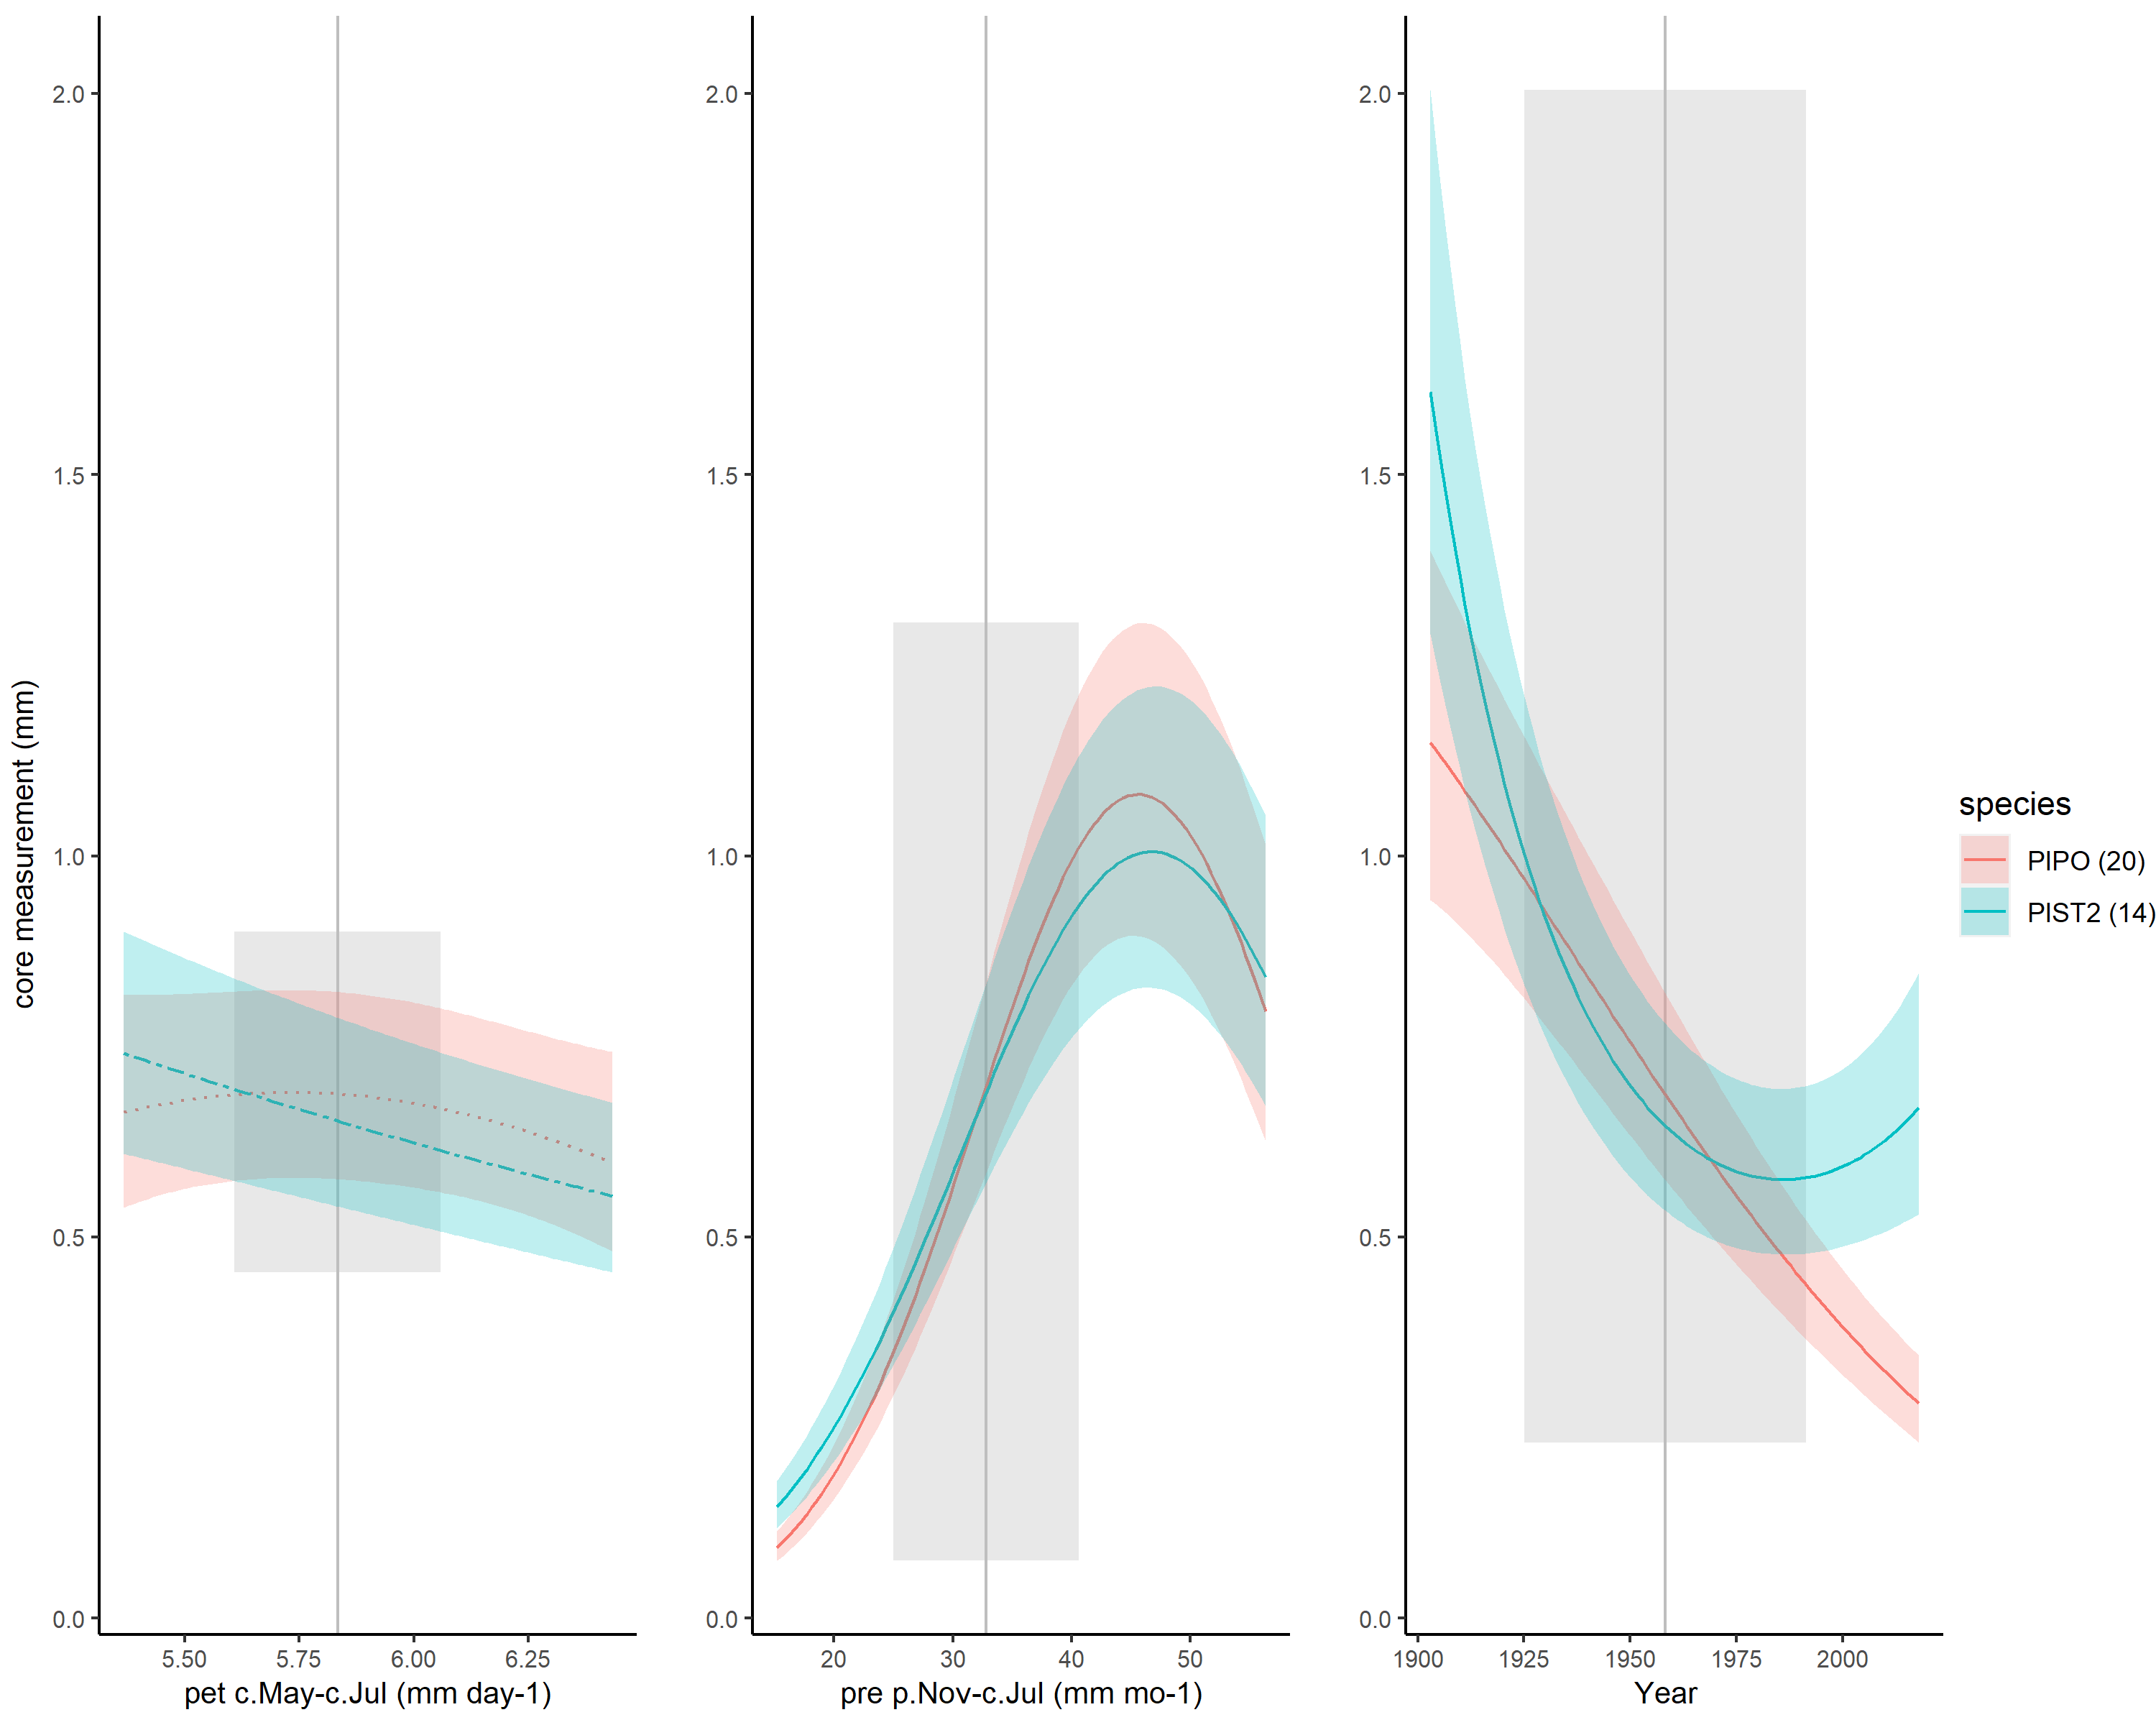 core measurement (mm)
2.0
1.5
1.0
0.5
0.0
5.50 5.75 6.00 6.25
pet c.May-c.Jul (mm day-1)
2.0
1.5
1.0
0.5
0.0
20 30 40 50
pre p.Nov-c.Jul (mm mo-1)
2.0
1.5
1.0
0.5
0.0
1900 1925 1950 1975 2000
Year
species
PIPO (20)
PIST2 (14)